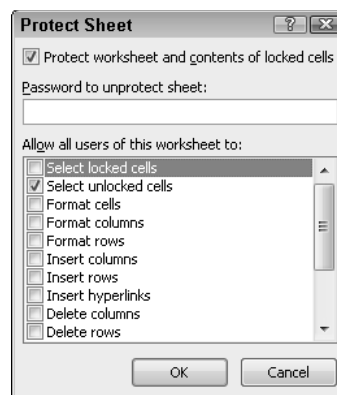 Protect Sheet
Protect worksheet and contents of locked cells
Password to unprotect sheet:
Allow all users of this worksheet to:
Select locked cells
Select unlocked cells
Format cells
Format columns
Format rows
Insert columns
Insert rows
Insert hyperlinks
Delete columns
Delete rows
OK Cancel